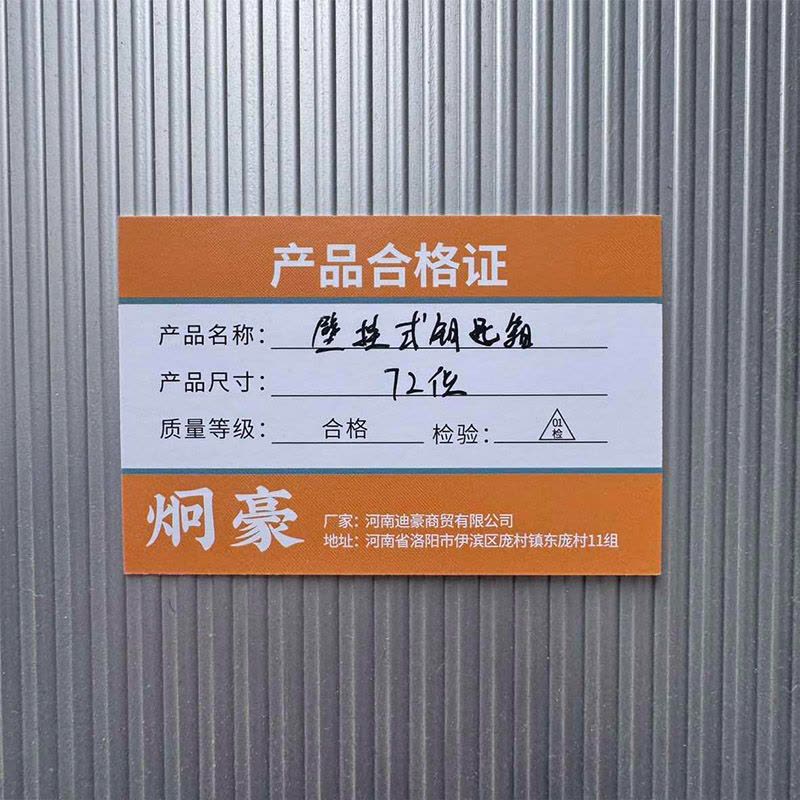 产品合格证
产品名称：壁挂式钥匙箱
产品尺寸：72位
质量等级：合格 检验：01检
炯豪
厂家：河南迪豪商贸有限公司
地址：河南省洛阳市伊滨区庞村镇东庞村11组